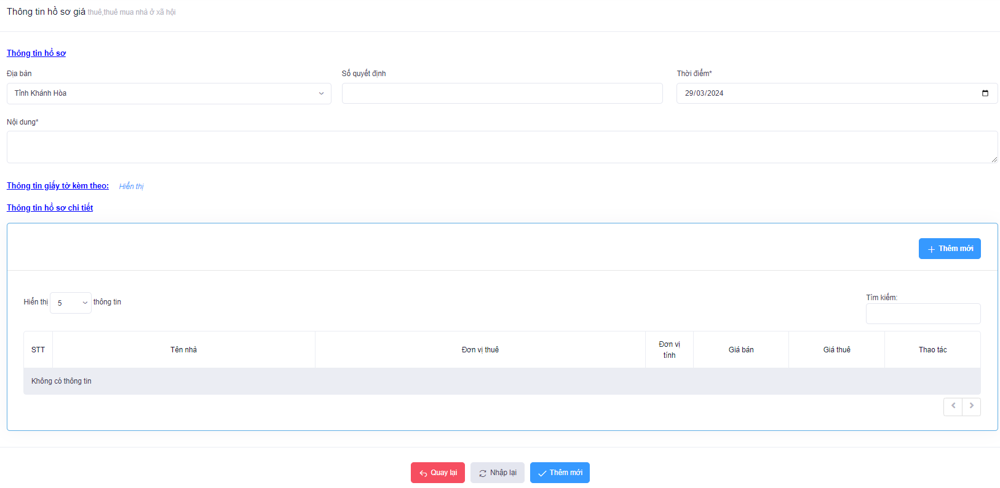 Thông tin hồ sơ giá thuê,thuê mua nhà ở xã hội
Thông tin hồ sơ
Địa bàn
Số quyết định
Thời điểm*
Tỉnh Khánh Hòa
29/03/2024
Nội dung*
Thông tin giấy tờ kèm theo: Hiển thị
Thông tin hồ sơ chi tiết
Thêm mới
Hiển thị 5 thông tin
Tìm kiếm:
STT
Tên nhà
Đơn vị thuê
Đơn vị
tính
Giá bán
Giá thuê
Thao tác
Không có thông tin
Quay lại
Nhập lại
Thêm mới